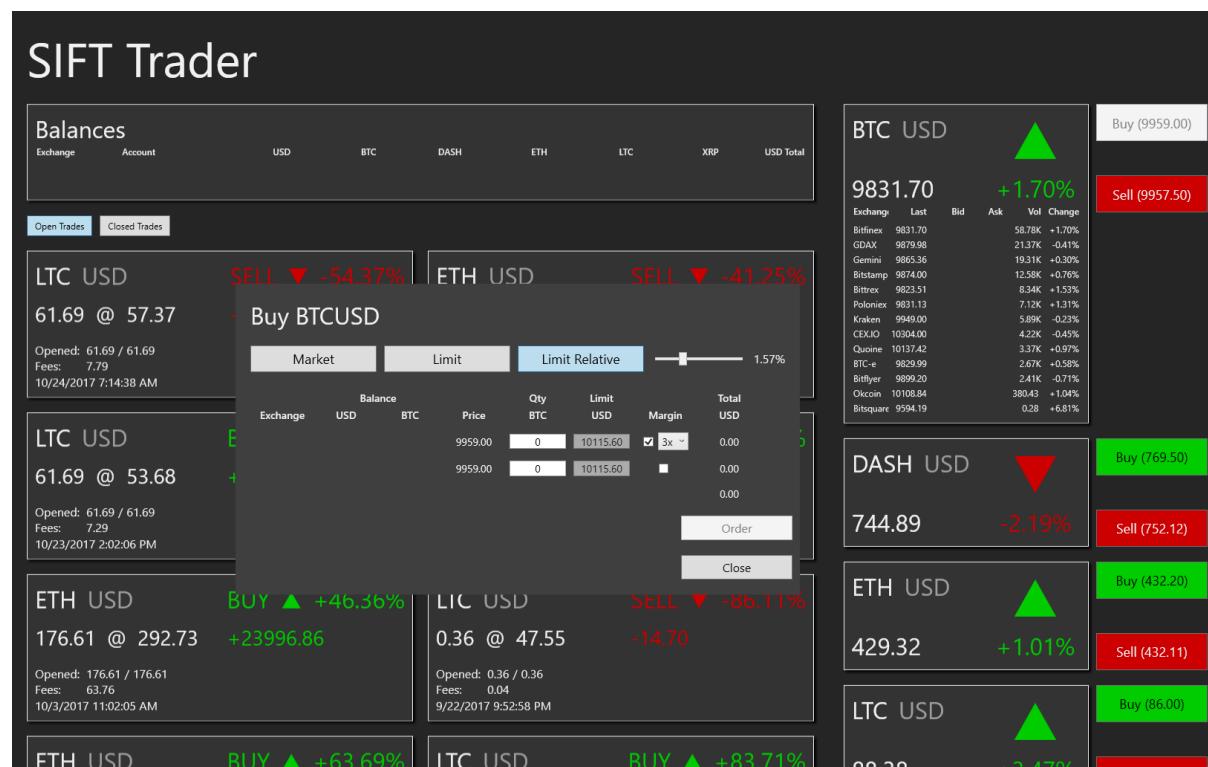 SIFT Trader
Balances
Exchange Account USD BTC DASH ETH LTC XRP USD Total
Open Trades Closed Trades
LTC USD SELL -54.37%
61.69 @ 57.37
Opened: 61.69 / 61.69
Fees: 7.79
10/24/2017 7:14:38 AM
ETH USD SELL -41.25%
Buy BTCUSD
Market Limit Limit Relative 1.57%
Balance Qty Limit Total
Exchange USD BTC Price BTC USD Margin USD
9959.00 0 10115.60 3x 0.00
9959.00 0 10115.60 0.00
0.00
Order
Close
LTC USD
61.69 @ 53.68
Opened: 61.69 / 61.69
Fees: 7.29
10/23/2017 2:02:06 PM
ETH USD BUY +46.36%
176.61 @ 292.73 +23996.86
Opened: 176.61 / 176.61
Fees: 63.76
10/3/2017 11:02:05 AM
LTC USD SELL -86.11%
0.36 @ 47.55 -14.70
Opened: 0.36 / 0.36
Fees: 0.04
9/22/2017 9:52:58 PM
ETH USD BUY +63.69%
LTC USD BUY +83.71%
BTC USD
9831.70 +1.70%
Exchang Last Bid Ask Vol Change
Bitfinex 9831.70 58.78K +1.70%
GDAX 9879.98 21.37K -0.41%
Gemini 9865.36 19.31K +0.30%
Bitstamp 9874.00 12.58K +0.76%
Bittrex 9823.51 8.34K +1.53%
Poloniex 9831.13 7.12K +1.31%
Kraken 9949.00 5.89K -0.23%
CEX.IO 10304.00 4.22K -0.45%
Quoine 10137.42 3.37K +0.97%
BTC-e 9829.99 2.67K +0.58%
Bitflyer 9899.20 2.41K -0.71%
Okcoin 10108.84 380.43 +1.04%
Bitsquare 9594.19 0.28 +6.81%
Buy (9959.00)
Sell (9957.50)
DASH USD
744.89 -2.19%
Buy (769.50)
Sell (752.12)
ETH USD
429.32 +1.01%
Buy (432.20)
Sell (432.11)
LTC USD
Buy (86.00)